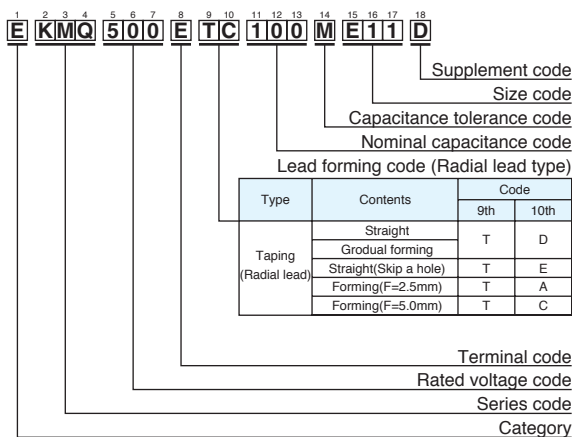 1 2 3 4 5 6 7 8 9 10 11 12 13 14 15 16 17 18
E KMQ 500 E TC 100 M E11 D
Supplement code
Size code
Capacitance tolerance code
Nominal capacitance code
Lead forming code (Radial lead type)
Type Contents Code
9th 10th
Taping (Radial lead)
Straight T D
Grodual forming
Straight(Skip a hole) T E
Forming(F=2.5mm) T A
Forming(F=5.0mm) T C
Terminal code
Rated voltage code
Series code
Category